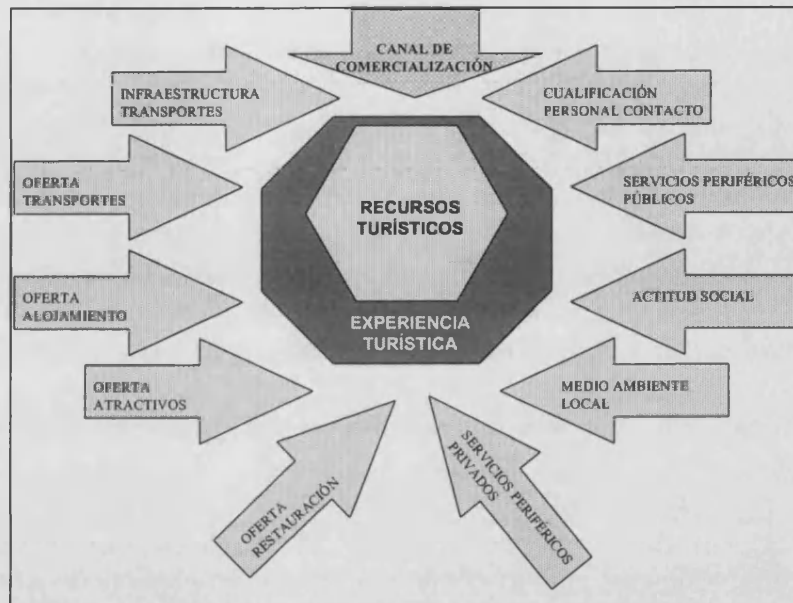 CANAL DE
COMERCIALIZACIÓN
INFRAESTRUCTURA
TRANSPORTES
CUALIFICACIÓN
PERSONAL CONTACTO
OFERTA
TRANSPORTES
SERVICIOS PERIFÉRICOS
PÚBLICOS
RECURSOS
TURÍSTICOS
OFERTA
ALOJAMIENTO
ACTITUD SOCIAL
EXPERIENCIA
TURÍSTICA
OFERTA
ATRACTIVOS
MEDIO AMBIENTE
LOCAL
OFERTA
RESTAURACIÓN
SERVICIOS PERIFÉRICOS
PRIVADOS